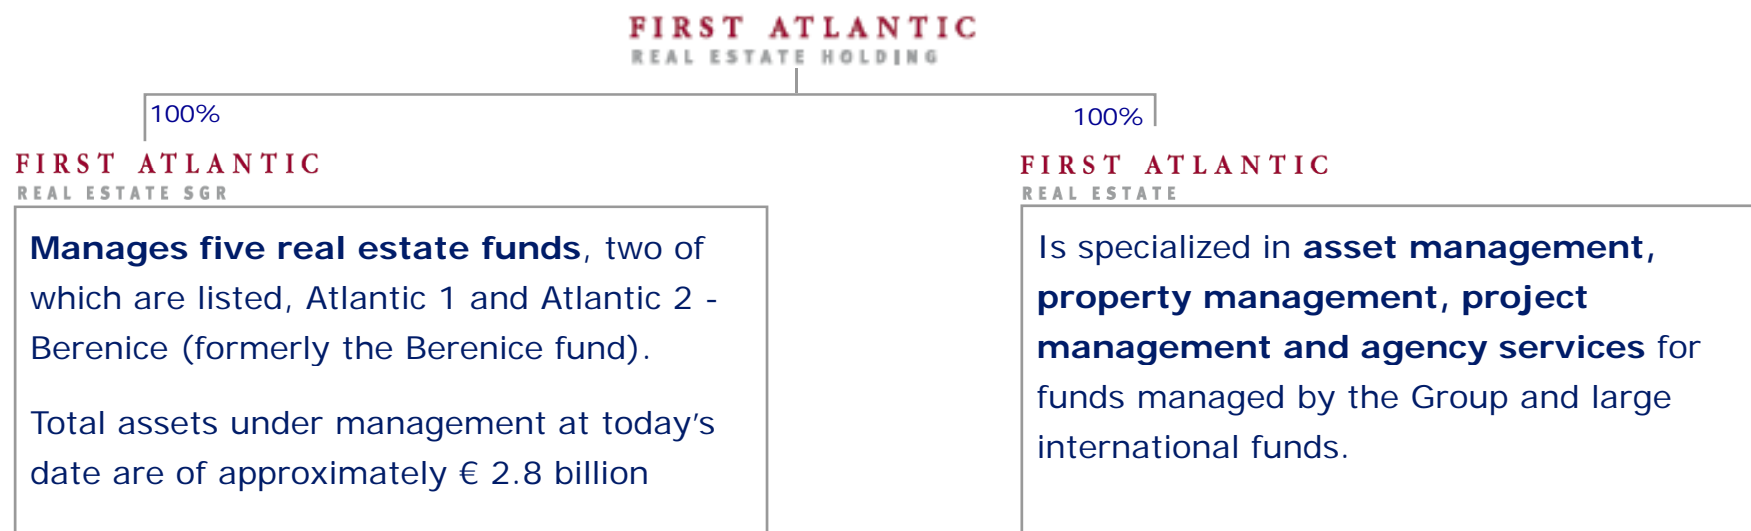 FIRST ATLANTIC
REAL ESTATE HOLDING
100%
100%
FIRST ATLANTIC
REAL ESTATE SGR
Manages five real estate funds, two of
which are listed, Atlantic 1 and Atlantic 2 -
Berenice (formerly the Berenice fund).
Total assets under management at today's
date are of approximately € 2.8 billion
FIRST ATLANTIC
REAL ESTATE
Is specialized in asset management,
property management, project
management and agency services for
funds managed by the Group and large
international funds.